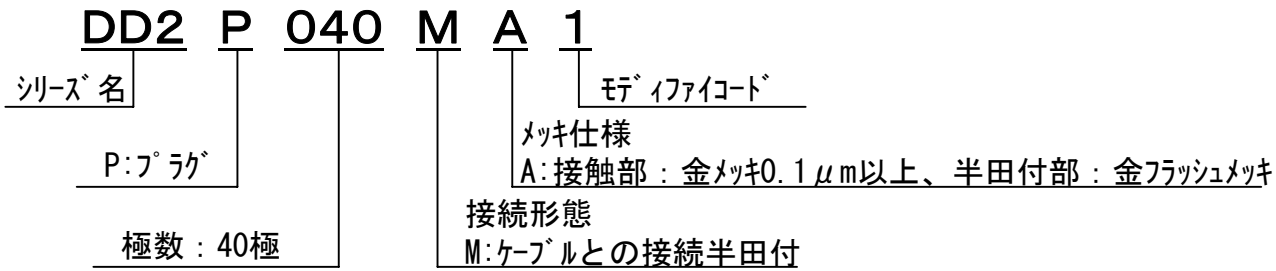 DD2 P 040 M A 1
ｼﾘｰｽﾞ名
ﾓﾃﾞｨﾌｧｲｺｰﾄﾞ
ﾒｯｷ仕様
P:ﾌﾟﾗｸﾞ
A:接触部：金ﾒｯｷ0.1μm以上、半田付部：金ﾌﾗｯｼｭﾒｯｷ
接続形態
極数：40極
M:ｹｰﾌﾞﾙとの接続半田付